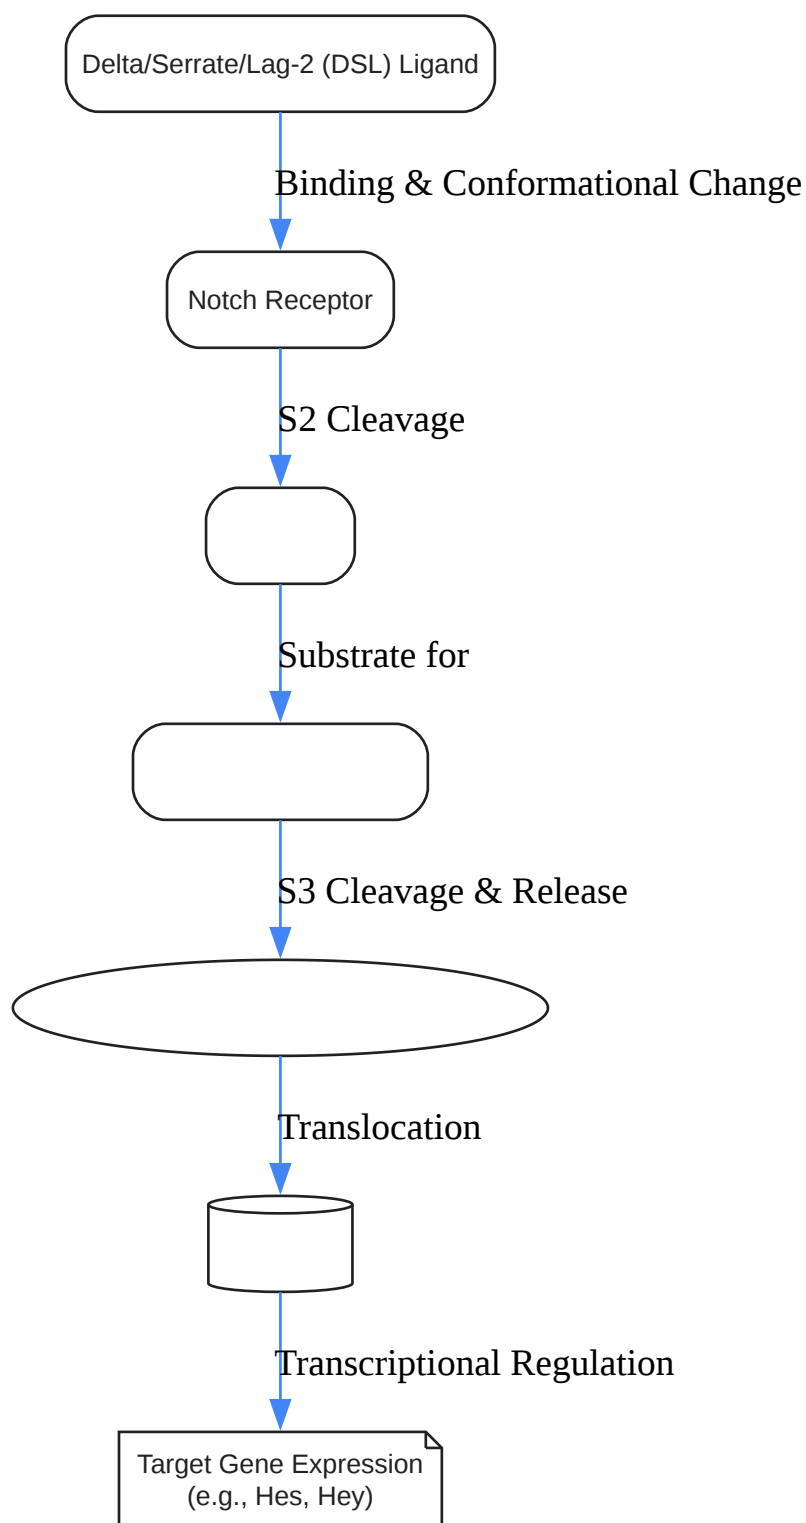 Delta/Serrate/Lag-2 (DSL) Ligand
Binding & Conformational Change
Notch Receptor
S2 Cleavage
Substrate for
S3 Cleavage & Release
Translocation
Transcriptional Regulation
Target Gene Expression
(e.g., Hes, Hey)